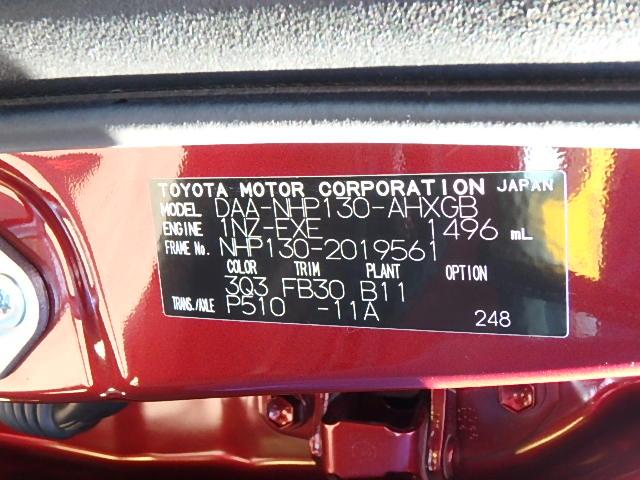 TOYOTA MOTOR CORPORATION JAPAN
MODEL DAA-NHP130-AHXGB
ENGINE 1NZ-FXE 1496 mL
FRAME No. NHP130-2019561
COLOR TRIM PLANT OPTION
3Q3 FB30 B11
TRANS./AXLE P510 -11A 248